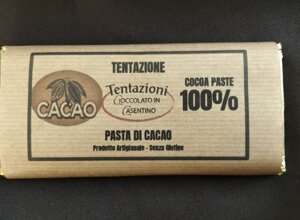 TENTAZIONE
CACAO
Tentazioni
CIOCCOLATO IN
CASENTINO
COCOA PASTE
100%
PASTA DI CACAO
Prodotto Artigianale - Senza Glutine